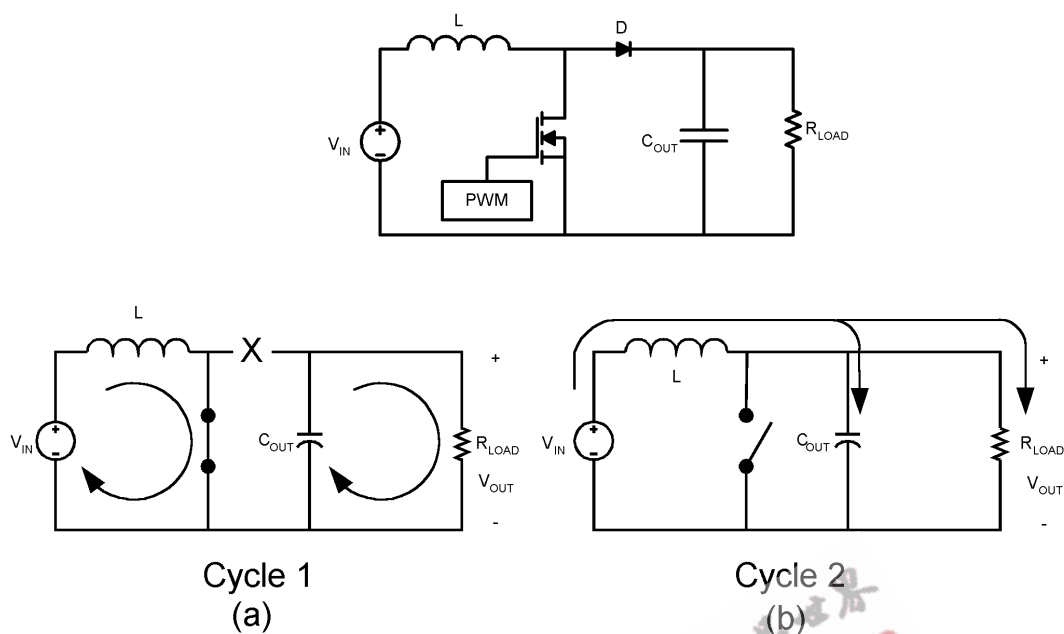 L
D
+
V_IN
-
C_OUT
R_LOAD
PWM
L
X
+
V_IN
+
-
C_OUT
R_LOAD
V_OUT
-
Cycle 1
(a)
L
+
V_IN
+
-
C_OUT
R_LOAD
V_OUT
-
Cycle 2
(b)